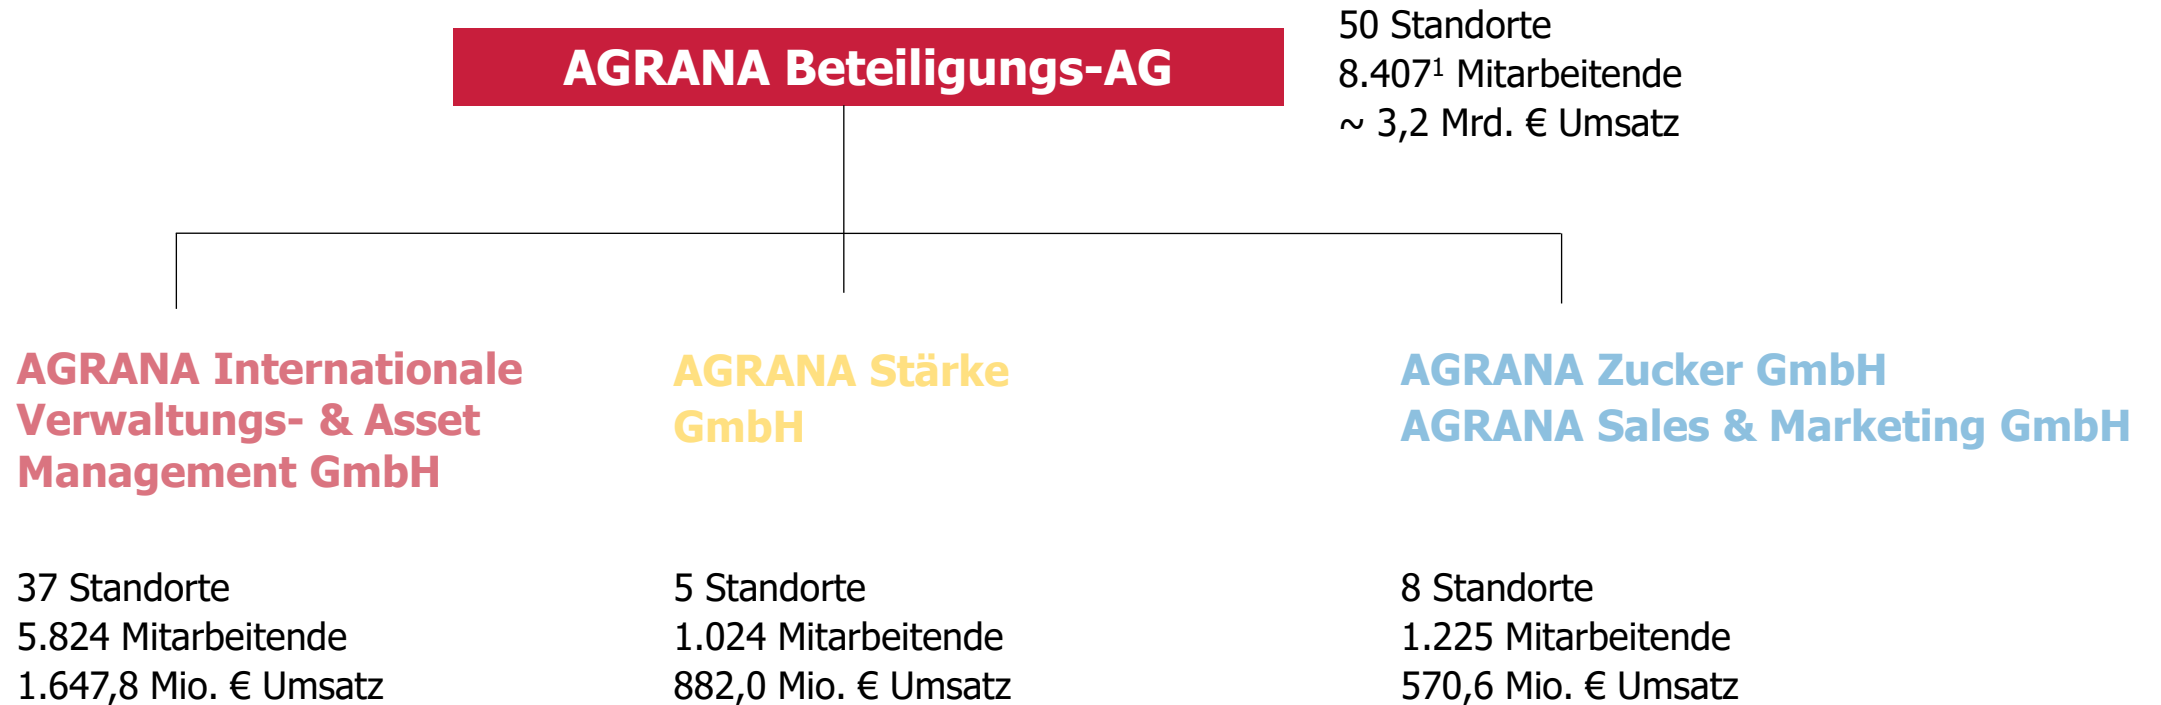 AGRANA Beteiligungs-AG
50 Standorte
8.407¹ Mitarbeitende
~ 3,2 Mrd. € Umsatz
AGRANA Internationale
Verwaltungs- & Asset
Management GmbH
37 Standorte
5.824 Mitarbeitende
1.647,8 Mio. € Umsatz
AGRANA Stärke
GmbH
5 Standorte
1.024 Mitarbeitende
882,0 Mio. € Umsatz
AGRANA Zucker GmbH
AGRANA Sales & Marketing GmbH
8 Standorte
1.225 Mitarbeitende
570,6 Mio. € Umsatz